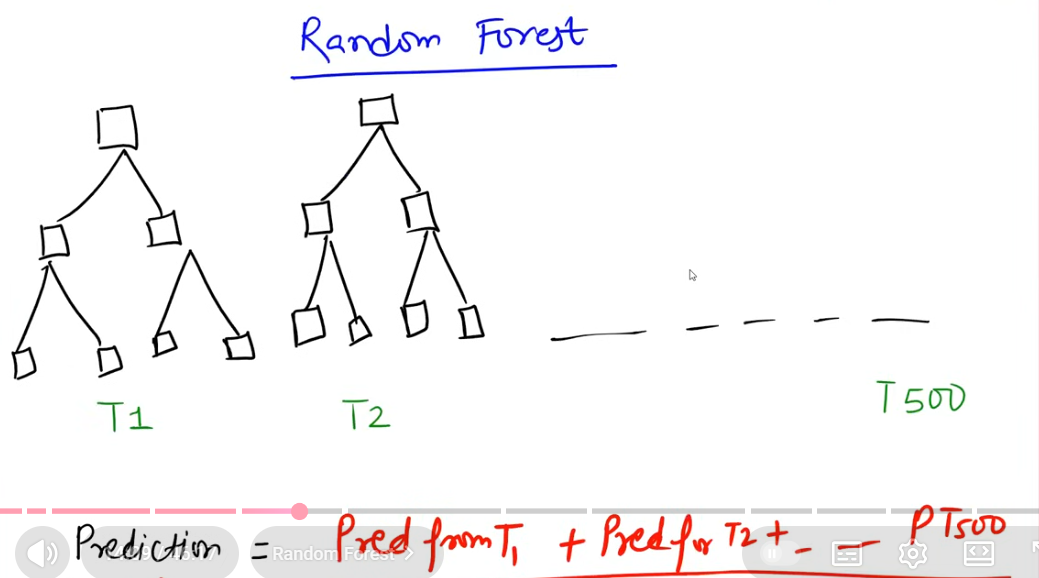 Random Forest
T1 T2 T500
Prediction = Pred from T1 + Pred for T2 + - — PT500
Random Forest >